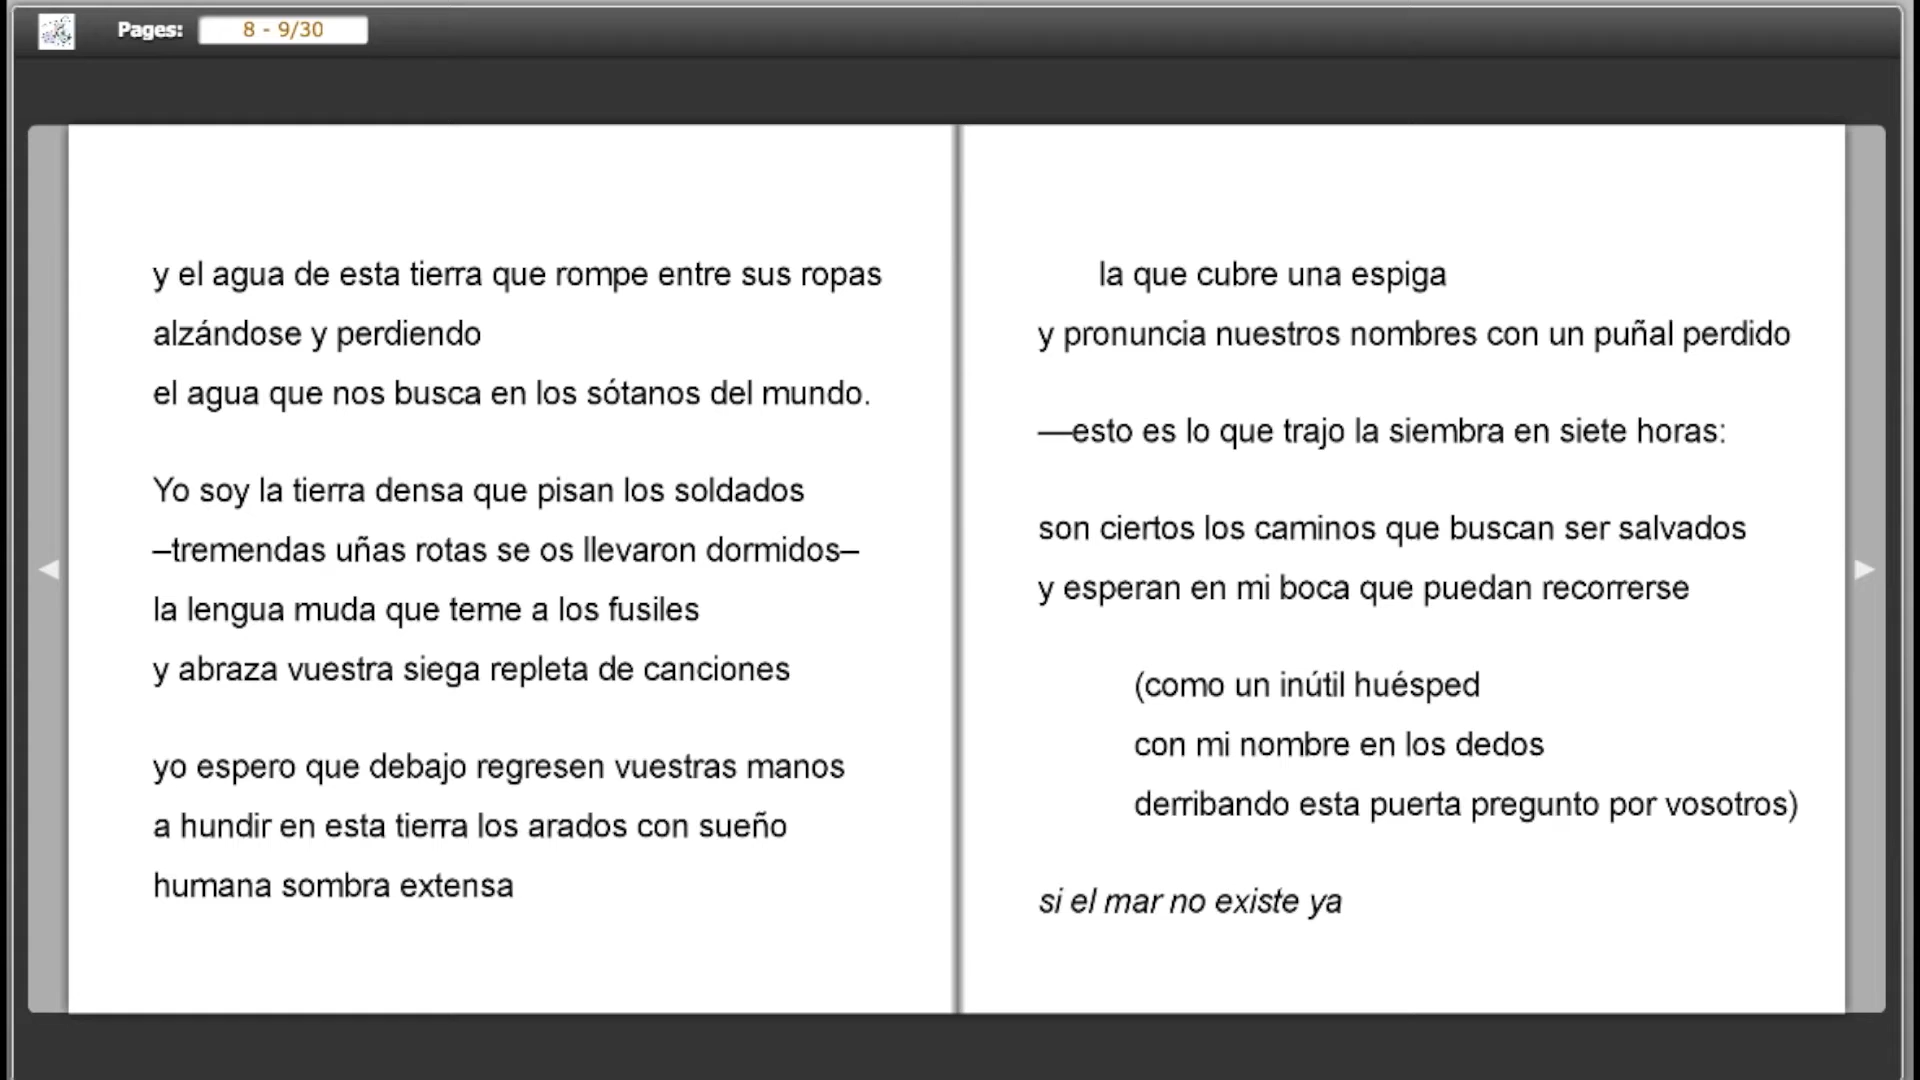 Pages: 8 - 9/30
y el agua de esta tierra que rompe entre sus ropas
alzándose y perdiendo
el agua que nos busca en los sótanos del mundo.
Yo soy la tierra densa que pisan los soldados
–tremendas uñas rotas se os llevaron dormidos–
la lengua muda que teme a los fusiles
y abraza vuestra siega repleta de canciones
yo espero que debajo regresen vuestras manos
a hundir en esta tierra los arados con sueño
humana sombra extensa
la que cubre una espiga
y pronuncia nuestros nombres con un puñal perdido
—esto es lo que trajo la siembra en siete horas:
son ciertos los caminos que buscan ser salvados
y esperan en mi boca que puedan recorrerse
(como un inútil huésped
con mi nombre en los dedos
derribando esta puerta pregunto por vosotros)
si el mar no existe ya